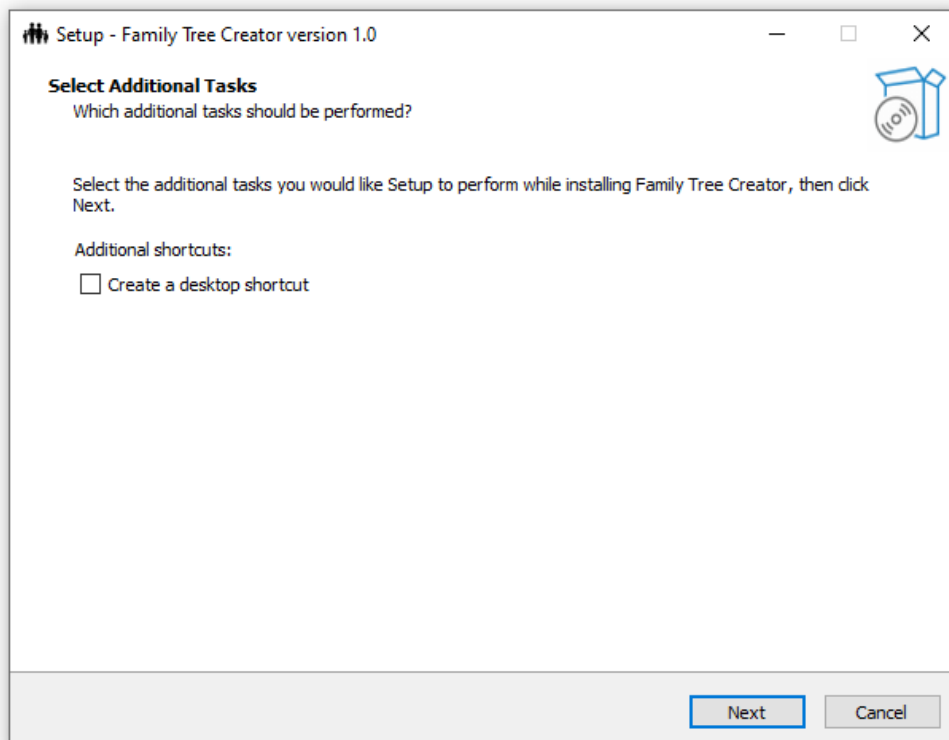 Setup - Family Tree Creator version 1.0
Select Additional Tasks
Which additional tasks should be performed?
Select the additional tasks you would like Setup to perform while installing Family Tree Creator, then click
Next.
Additional shortcuts:
Create a desktop shortcut
Next
Cancel